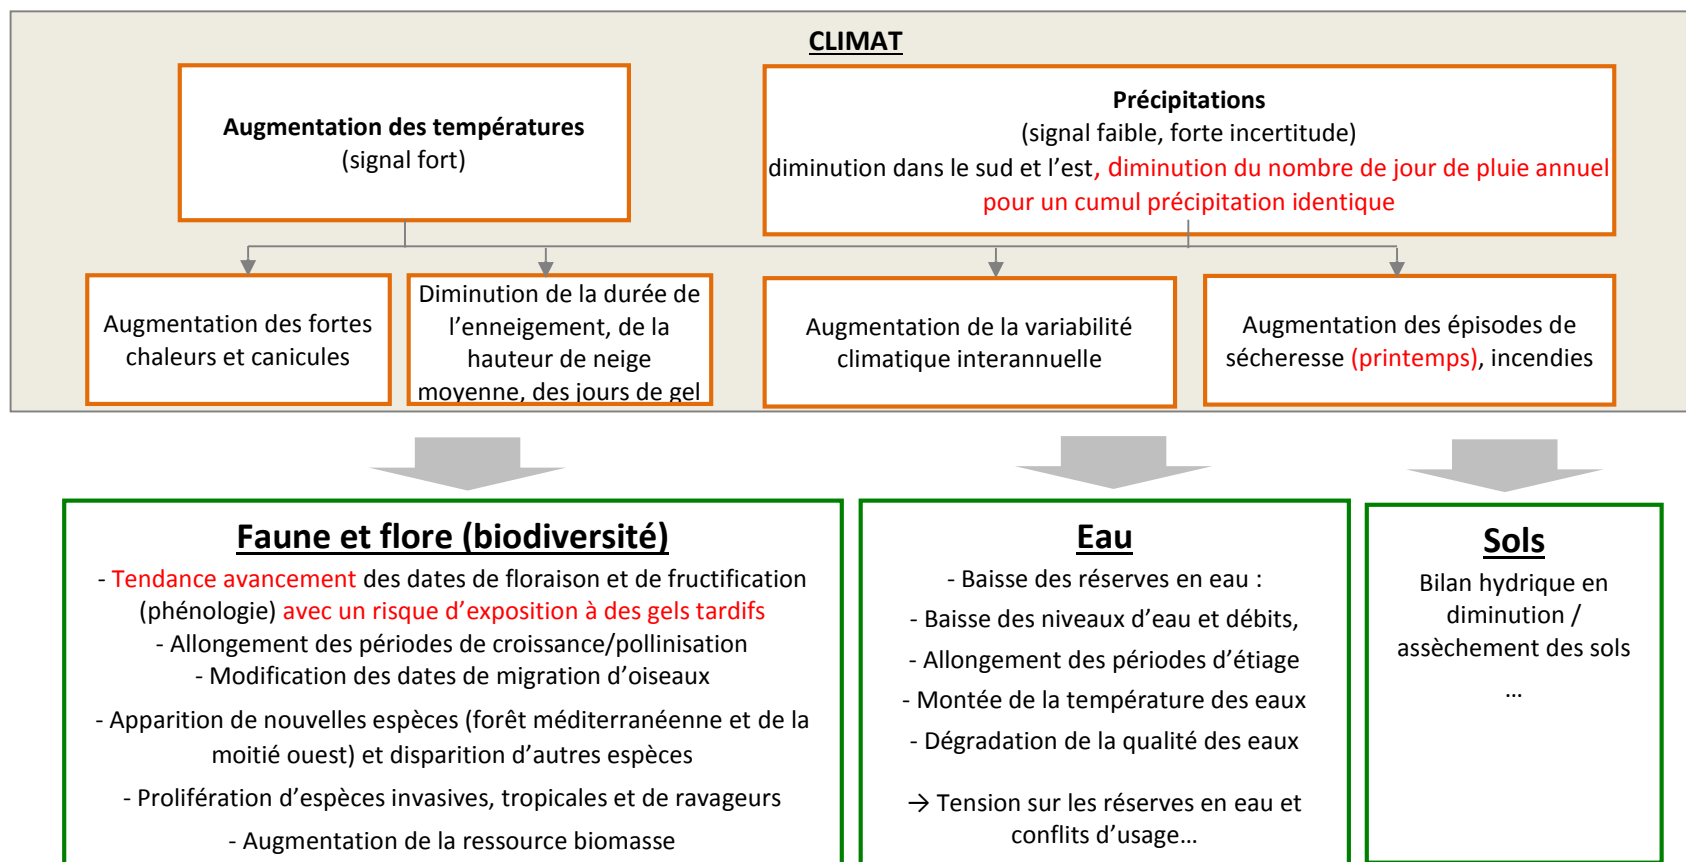 CLIMAT
Augmentation des températures
(signal fort)
Précipitations
(signal faible, forte incertitude)
diminution dans le sud et l'est, diminution du nombre de jour de pluie annuel
pour un cumul précipitation identique
Augmentation des fortes
chaleurs et canicules
Diminution de la durée de
l'enneigement, de la
hauteur de neige
moyenne, des jours de gel
Augmentation de la variabilité
climatique interannuelle
Augmentation des épisodes de
sécheresse (printemps), incendies
Faune et flore (biodiversité)
- Tendance avancement des dates de floraison et de fructification
(phénologie) avec un risque d'exposition à des gels tardifs
- Allongement des périodes de croissance/pollinisation
- Modification des dates de migration d'oiseaux
- Apparition de nouvelles espèces (forêt méditerranéenne et de la
moitié ouest) et disparition d'autres espèces
- Prolifération d'espèces invasives, tropicales et de ravageurs
- Augmentation de la ressource biomasse
Eau
- Baisse des réserves en eau :
- Baisse des niveaux d'eau et débits,
- Allongement des périodes d'étiage
- Montée de la température des eaux
- Dégradation de la qualité des eaux
→ Tension sur les réserves en eau et
conflits d'usage…
Sols
Bilan hydrique en
diminution /
assèchement des sols
…